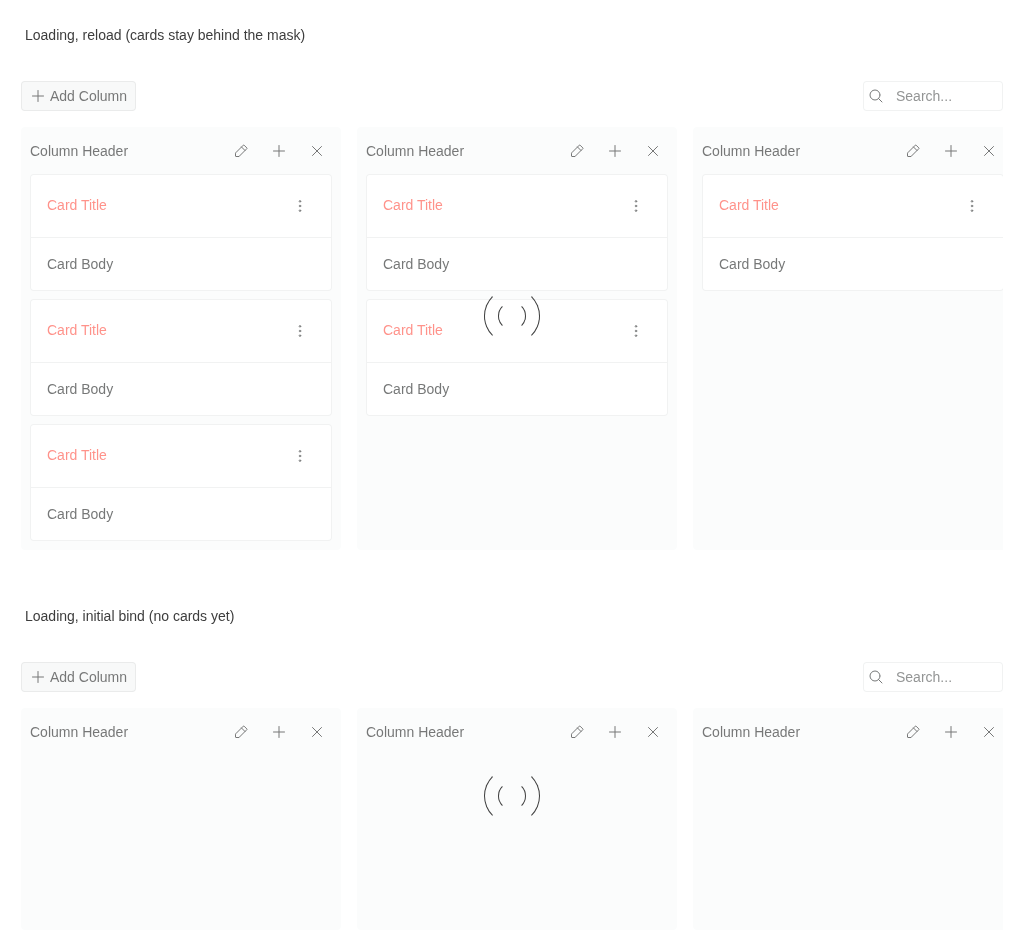 Loading, reload (cards stay behind the mask)
Add Column
Search...
Column Header
Column Header
Column Header
Card Title
Card Title
Card Title
Card Body
Card Body
Card Body
Card Title
Card Title
Card Body
Card Body
Card Title
Card Body
Loading, initial bind (no cards yet)
Add Column
Search...
Column Header
Column Header
Column Header